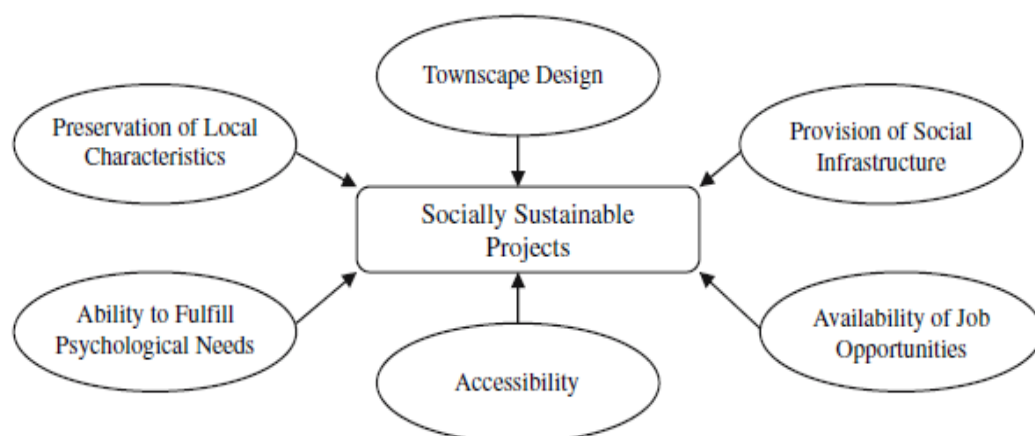 Townscape Design
Preservation of Local
Characteristics
Provision of Social
Infrastructure
Socially Sustainable
Projects
Ability to Fulfill
Psychological Needs
Accessibility
Availability of Job
Opportunities